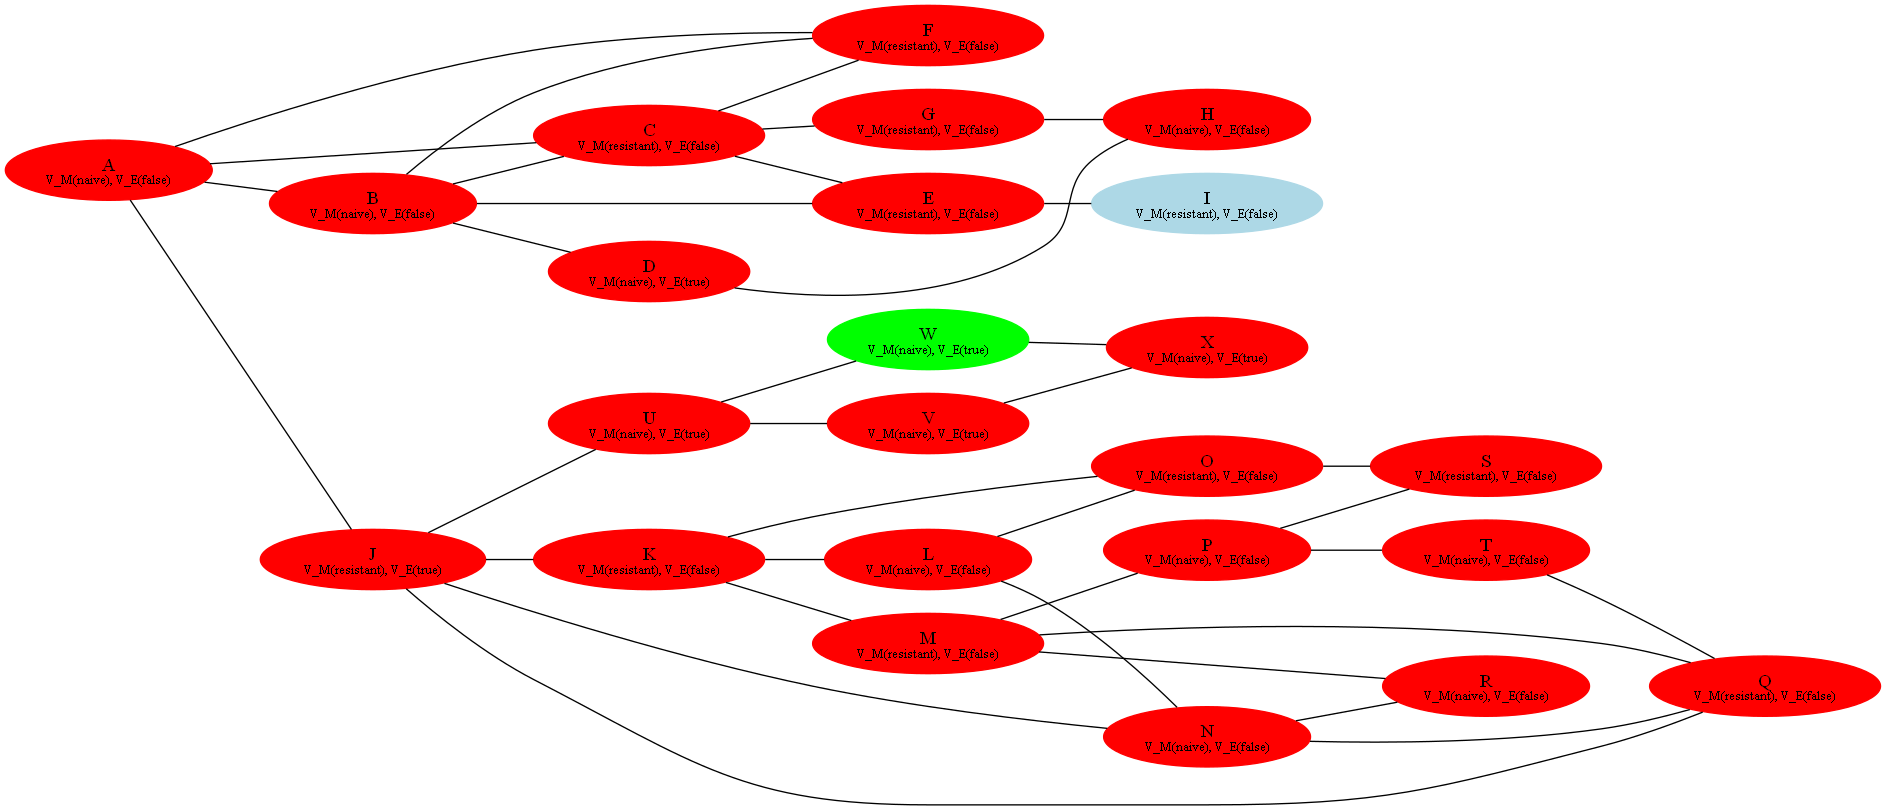 F
V_M(resistant), V_E(false)
C
V_M(resistant), V_E(false)
G
V_M(resistant), V_E(false)
H
V_M(naive), V_E(false)
A
V_M(naive), V_E(false)
B
V_M(naive), V_E(false)
E
V_M(resistant), V_E(false)
I
V_M(resistant), V_E(false)
D
V_M(naive), V_E(true)
W
V_M(naive), V_E(true)
X
V_M(naive), V_E(true)
U
V_M(naive), V_E(true)
V
V_M(naive), V_E(true)
O
V_M(resistant), V_E(false)
S
V_M(resistant), V_E(false)
J
V_M(resistant), V_E(true)
K
V_M(resistant), V_E(false)
L
V_M(naive), V_E(false)
P
V_M(naive), V_E(false)
T
V_M(naive), V_E(false)
M
V_M(resistant), V_E(false)
R
V_M(naive), V_E(false)
Q
V_M(resistant), V_E(false)
N
V_M(naive), V_E(false)